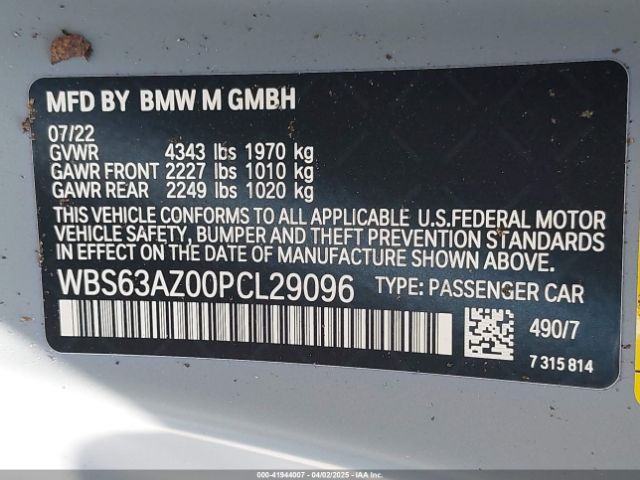 MFD BY BMW M GMBH
07/22
GVWR 4343 lbs 1970 kg
GAWR FRONT 2227 lbs 1010 kg
GAWR REAR 2249 lbs 1020 kg
THIS VEHICLE CONFORMS TO ALL APPLICABLE U.S.FEDERAL MOTOR
VEHICLE SAFETY, BUMPER AND THEFT PREVENTION STANDARDS
IN EFFECT ON THE DATE OF MANUFACTURE SHOWN ABOVE.
WBS63AZ00PCL29096 TYPE: PASSENGER CAR
490/7
7 315 814
000-41944007 - 04/02/2025 - IAAI.COM